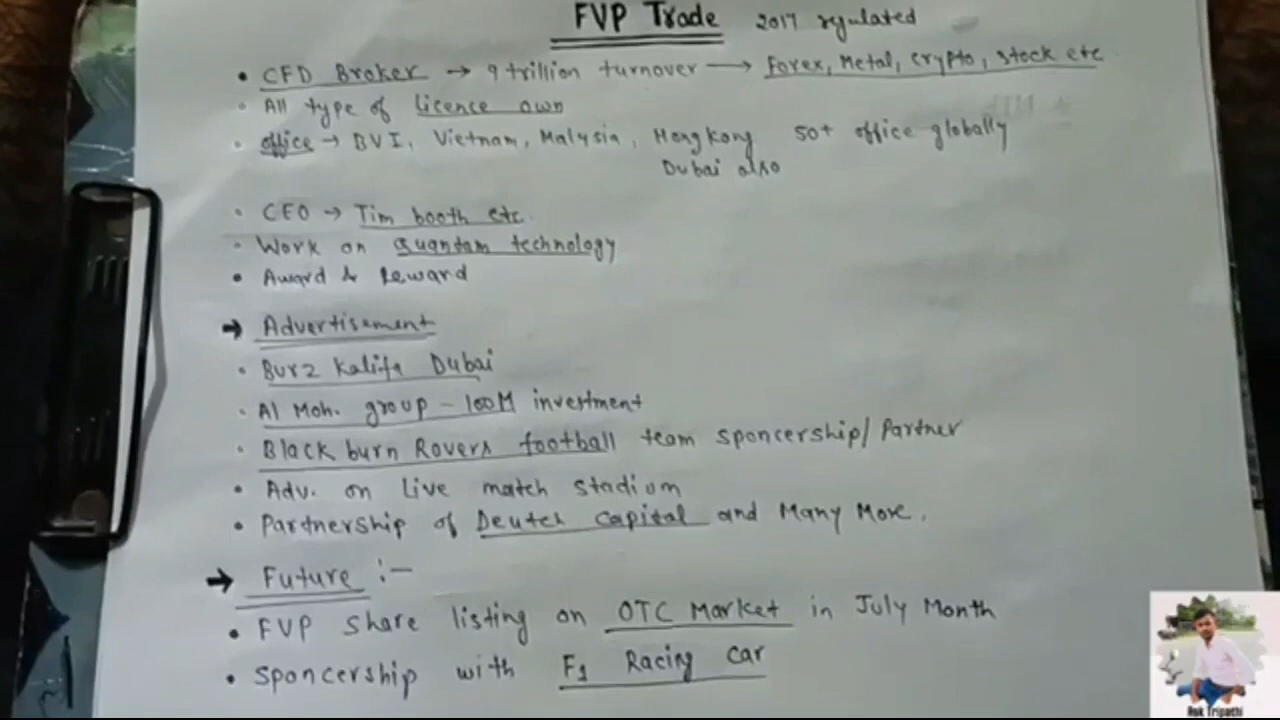 FVP Trade 2017 regulated
• CFD Broker → 9 trillion turnover → Forex, Metal, crypto, stock etc
• All type of licence own
• office → BVI, Vietnam, Malysia, Hongkong 50+ office globally
Dubai also
• CEO → Tim booth etc.
• Work on Quantam technology
• Award & Reward
→ Advertisement
• Burz Kalifa Dubai
• Al Moh. group - 100M investment
• Black burn Rovers football team sponcership/Partner
• Adv. on Live match stadium
• Partnership of Deutch Capital and Many More.
→ Future :-
• FVP share listing on OTC Market in July Month
• Sponcership with F1 Racing car
Ask Tripathi